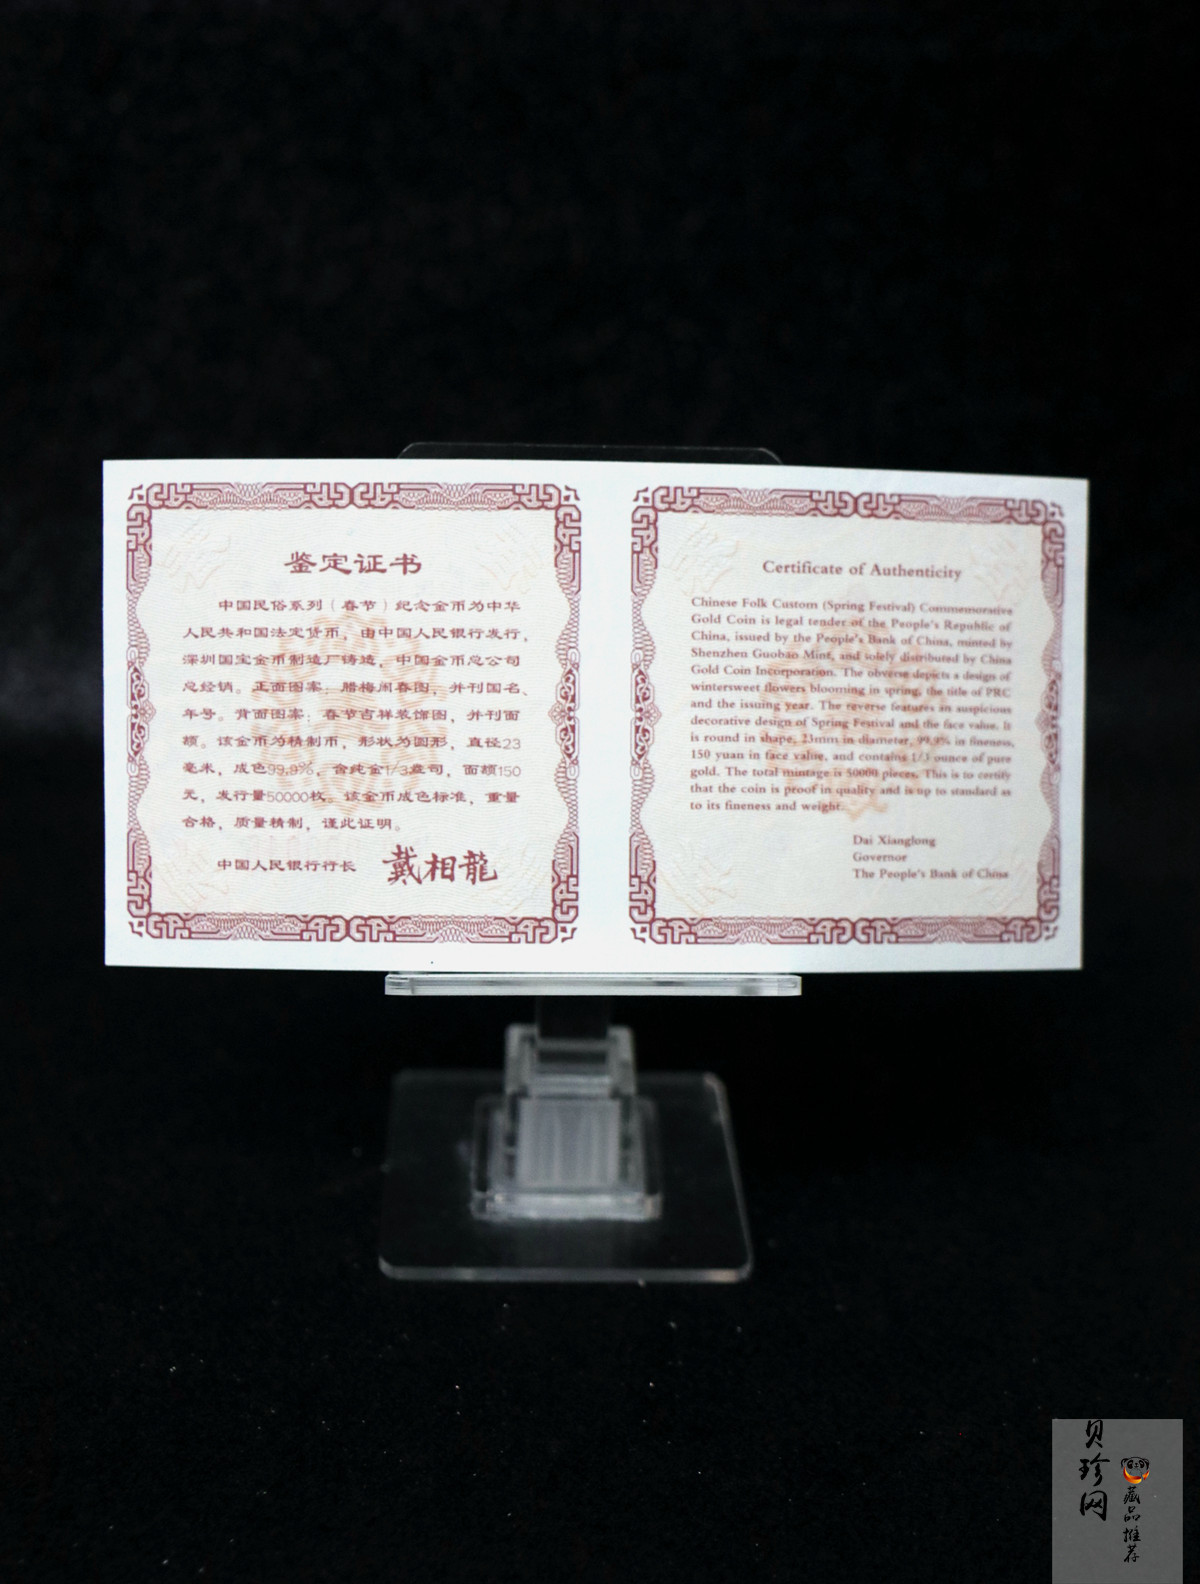 鉴定证书
中国民俗系列（春节）纪念金币为中华
人民共和国法定货币，由中国人民银行发行，
深圳国宝金币制造厂铸造，中国金币总公司
总经销。正面图案：腊梅闹春图，并刊国名、
年号。背面图案：春节吉祥装饰图，并刊面
额。该金币为精制币，形状为圆形，直径23
毫米，成色99.9%，含纯金1/3盎司，面额150
元，发行量50000枚。该金币成色标准，重量
合格，质量精制，谨此证明。
中国人民银行行长 戴相龍
Certificate of Authenticity
Chinese Folk Custom (Spring Festival) Commemorative
Gold Coin is legal tender of the People's Republic of
China, issued by the People's Bank of China, minted by
Shenzhen Guobao Mint, and solely distributed by China
Gold Coin Incorporation. The obverse depicts a design of
wintersweet flowers blooming in spring, the title of PRC
and the issuing year. The reverse features an auspicious
decorative design of Spring Festival and the face value. It
is round in shape, 23mm in diameter, 99.9% in fineness,
150 yuan in face value, and contains 1/3 ounce of pure
gold. The total mintage is 50000 pieces. This is to certify
that the coin is proof in quality and is up to standard as
to its fineness and weight.
Dai Xianglong
Governor
The People's Bank of China
贝珍网
藏品推荐